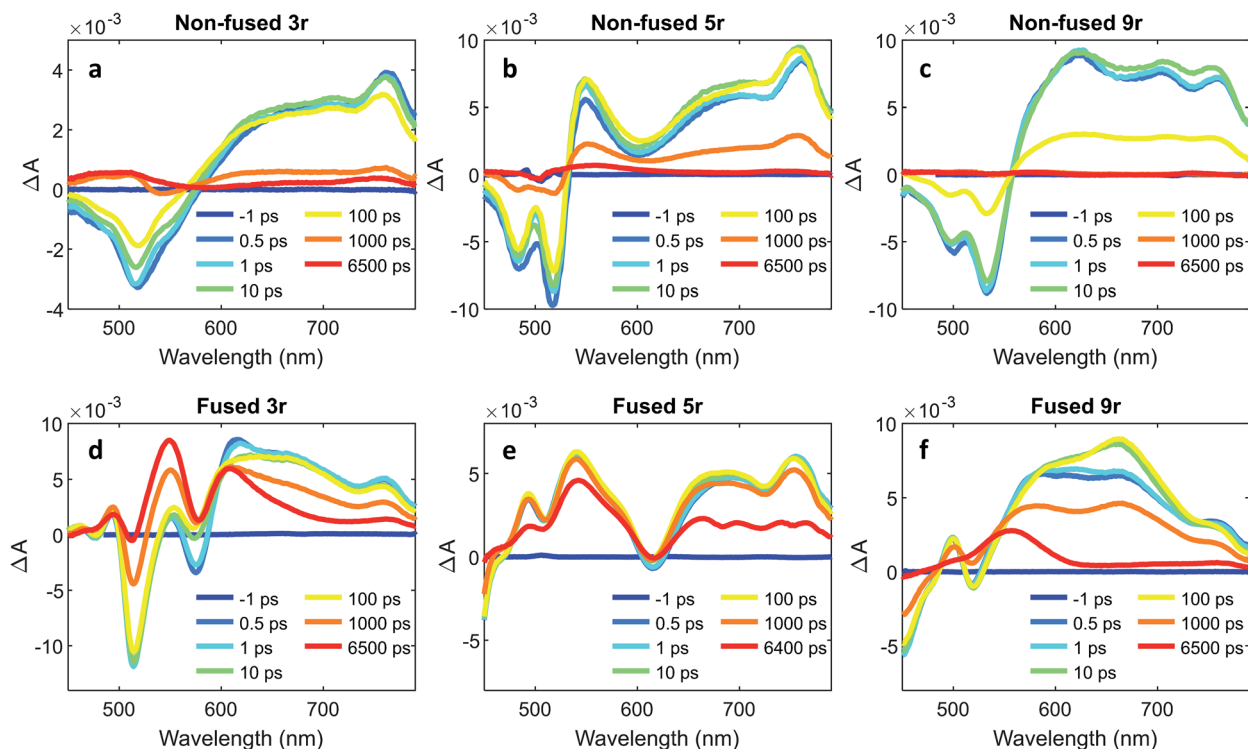 ×10⁻³ Non-fused 3r
a
4
2
0
-2
-4
ΔA
-1 ps 100 ps
0.5 ps 1000 ps
1 ps 6500 ps
10 ps
500 600 700
Wavelength (nm)
×10⁻³ Non-fused 5r
b
10
5
0
-5
-10
ΔA
-1 ps 100 ps
0.5 ps 1000 ps
1 ps 6500 ps
10 ps
500 600 700
Wavelength (nm)
×10⁻³ Non-fused 9r
c
10
5
0
-5
-10
ΔA
-1 ps 100 ps
0.5 ps 1000 ps
1 ps 6500 ps
10 ps
500 600 700
Wavelength (nm)
×10⁻³ Fused 3r
d
10
5
0
-5
-10
ΔA
-1 ps 100 ps
0.5 ps 1000 ps
1 ps 6500 ps
10 ps
500 600 700
Wavelength (nm)
×10⁻³ Fused 5r
e
5
0
-5
ΔA
-1 ps 100 ps
0.5 ps 1000 ps
1 ps 6400 ps
10 ps
500 600 700
Wavelength (nm)
×10⁻³ Fused 9r
f
10
5
0
-5
ΔA
-1 ps 100 ps
0.5 ps 1000 ps
1 ps 6500 ps
10 ps
500 600 700
Wavelength (nm)